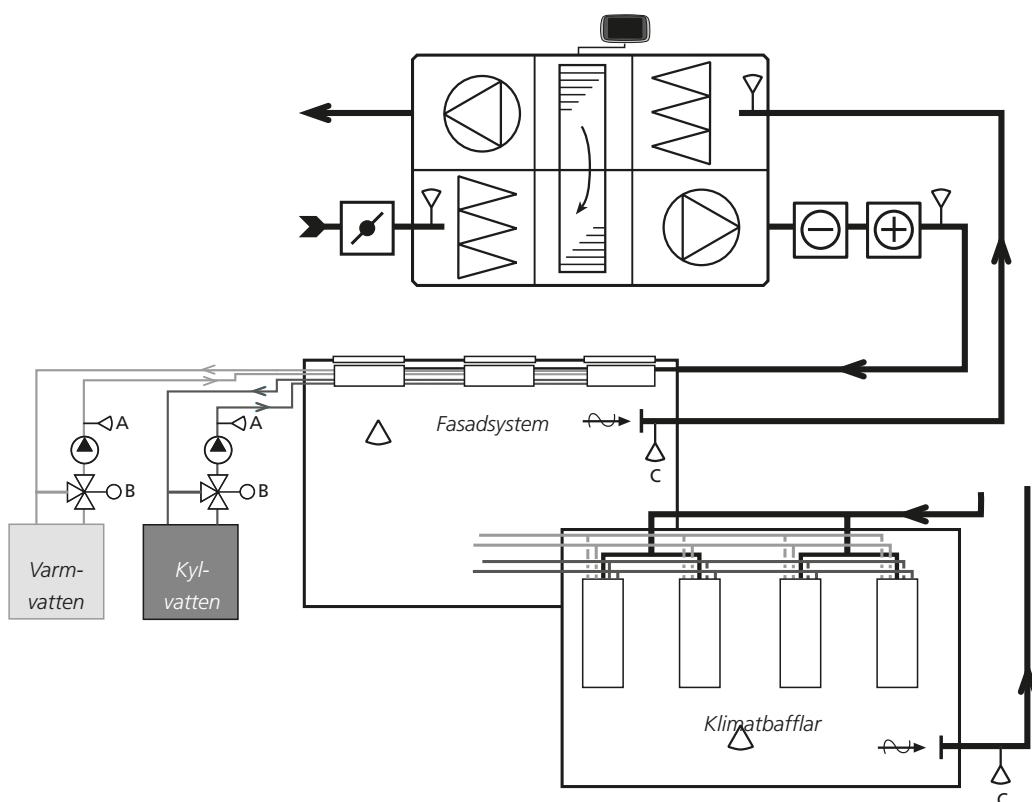 Fasadsystem
A
A
C
B
B
Varm-
vatten
Kyl-
vatten
Klimatbafflar
C